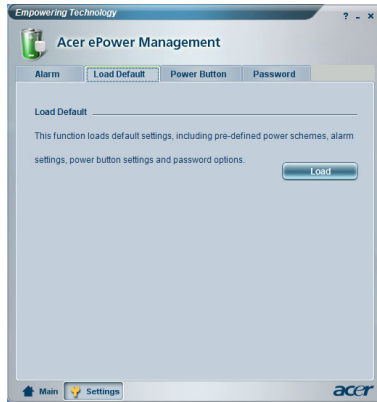 Empowering Technology ? - ×
Acer ePower Management
Alarm Load Default Power Button Password
Load Default
This function loads default settings, including pre-defined power schemes, alarm
settings, power button settings and password options.
Load
Main Settings acer